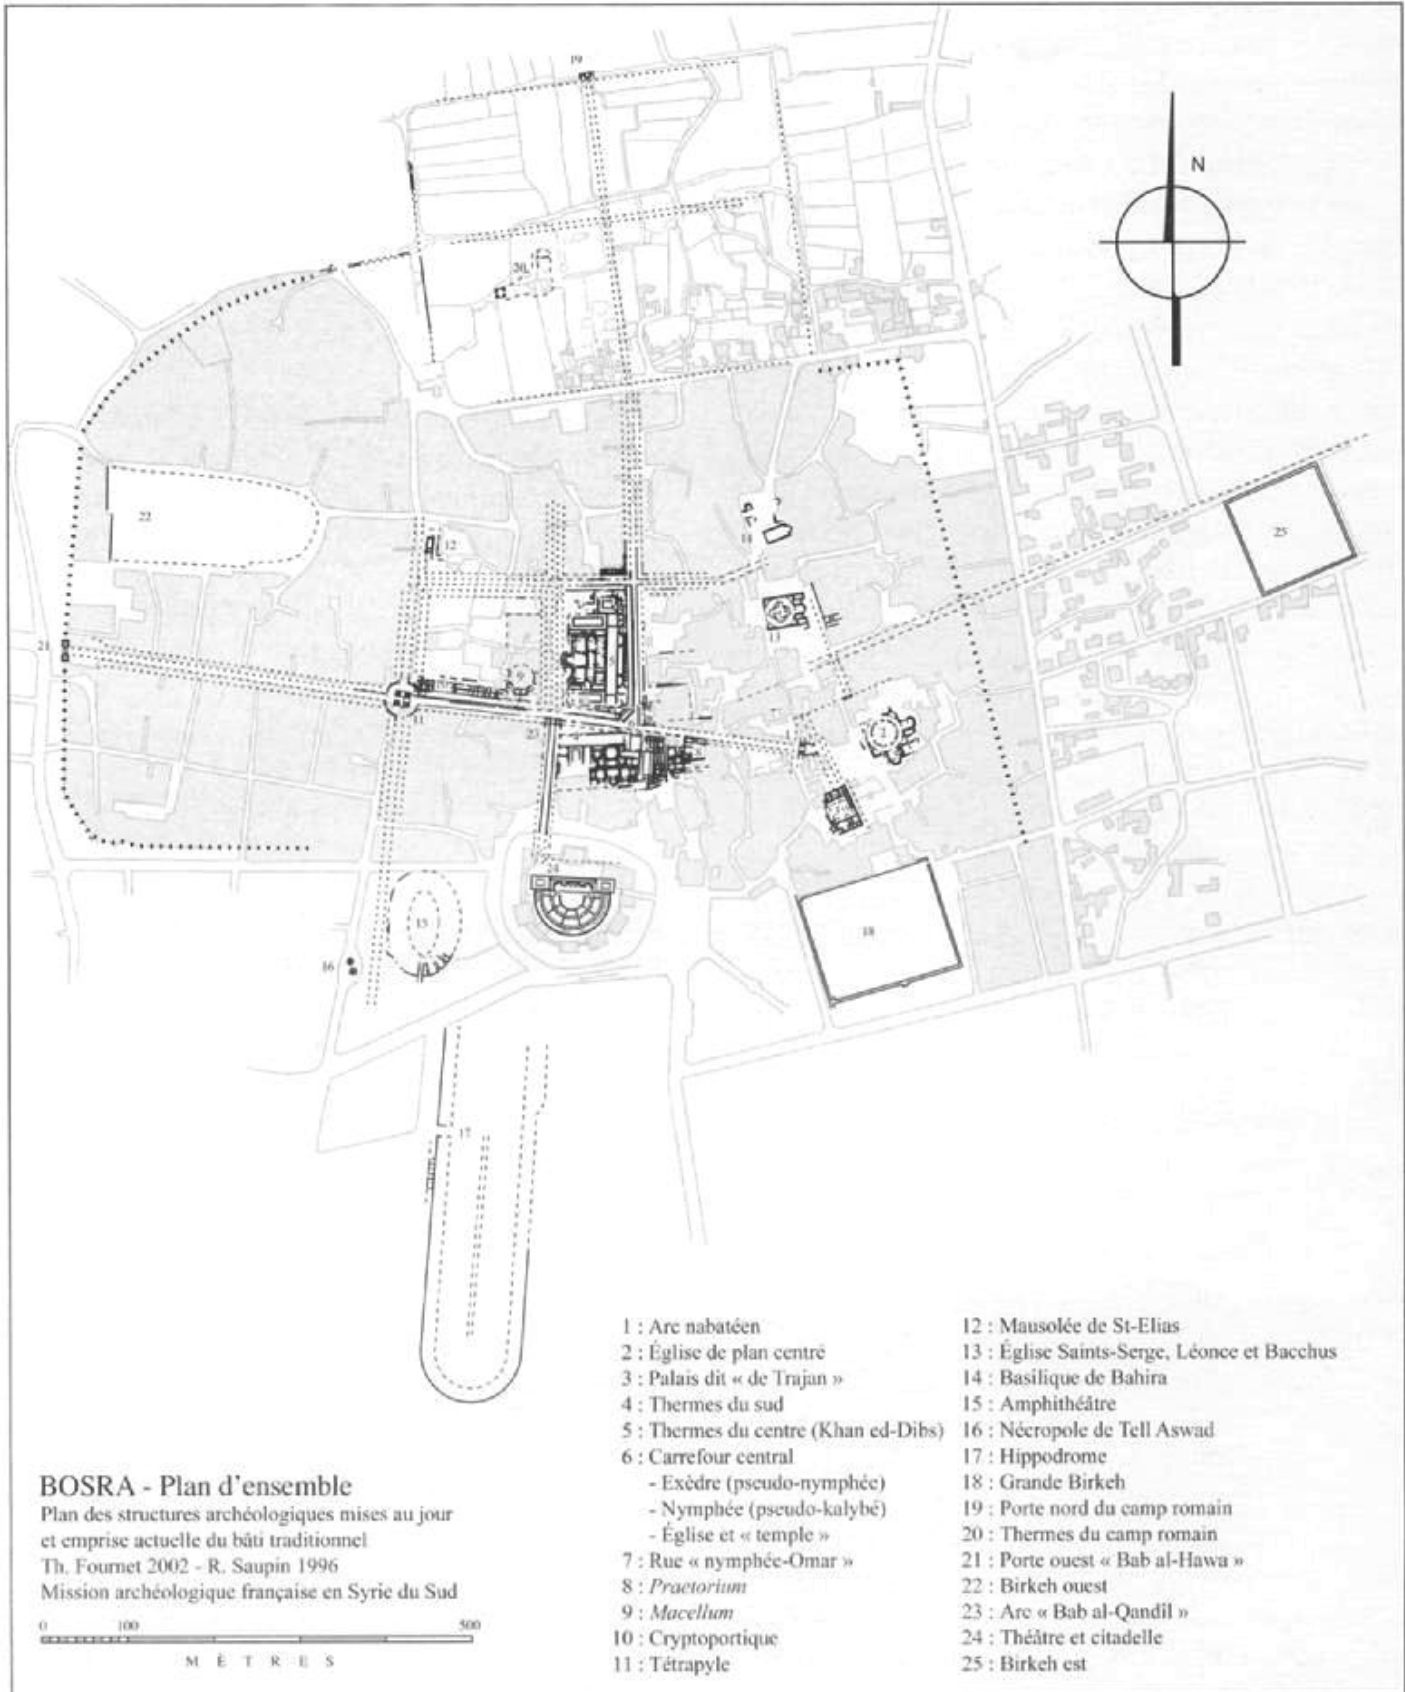 19
N
20
22
12
14
25
13
21
9
5
11
23
2
24
18
15
16
17
1 : Arc nabatéen
2 : Église de plan centré
3 : Palais dit « de Trajan »
4 : Thermes du sud
5 : Thermes du centre (Khan ed-Dibs)
6 : Carrefour central
- Exèdre (pseudo-nymphée)
- Nymphée (pseudo-kalybé)
- Église et « temple »
7 : Rue « nymphée-Omar »
8 : Praetorium
9 : Macellum
10 : Cryptoportique
11 : Tétrapyle
12 : Mausolée de St-Elias
13 : Église Saints-Serge, Léonce et Bacchus
14 : Basilique de Bahira
15 : Amphithéâtre
16 : Nécropole de Tell Aswad
17 : Hippodrome
18 : Grande Birkeh
19 : Porte nord du camp romain
20 : Thermes du camp romain
21 : Porte ouest « Bab al-Hawa »
22 : Birkeh ouest
23 : Arc « Bab al-Qandîl »
24 : Théâtre et citadelle
25 : Birkeh est
BOSRA - Plan d'ensemble
Plan des structures archéologiques mises au jour
et emprise actuelle du bâti traditionnel
Th. Fournet 2002 - R. Saupin 1996
Mission archéologique française en Syrie du Sud
0 100 500
MÈTRES